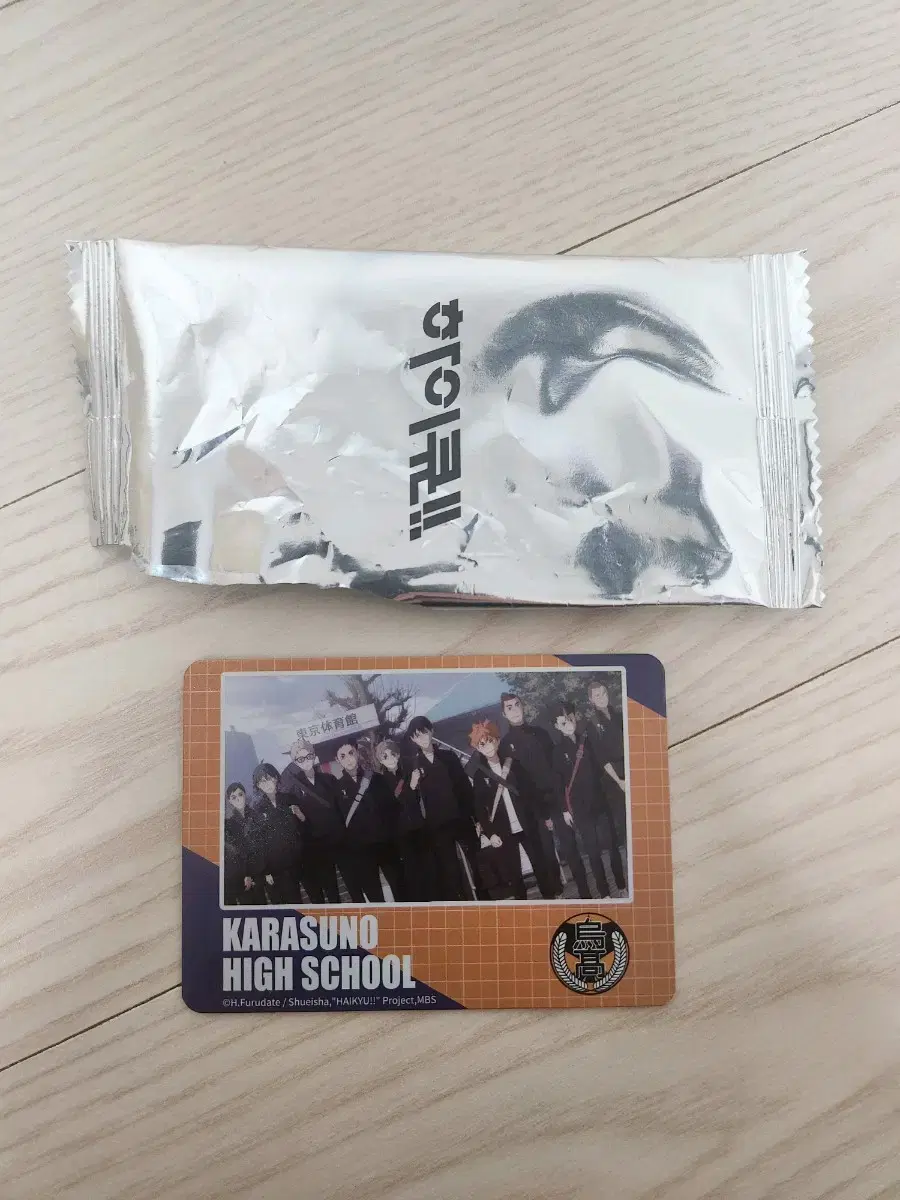 하이큐!!
東京体育館
KARASUNO
HIGH SCHOOL
烏高
©H.Furudate / Shueisha,"HAIKYU!!" Project,MBS